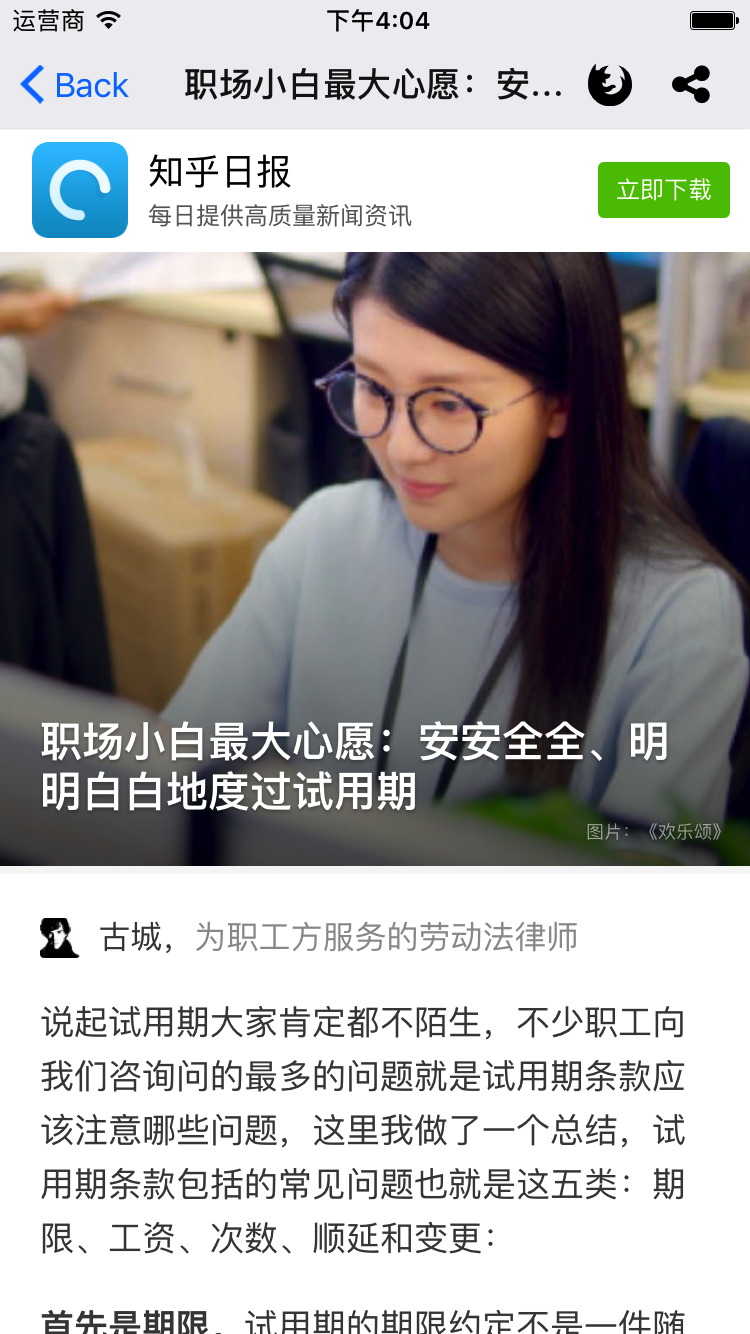 运营商
下午4:04
Back
职场小白最大心愿：安...
知乎日报
每日提供高质量新闻资讯
立即下载
职场小白最大心愿：安安全全、明
明白白地度过试用期
图片：《欢乐颂》
古城，为职工方服务的劳动法律师
说起试用期大家肯定都不陌生，不少职工向
我们咨询问的最多的问题就是试用期条款应
该注意哪些问题，这里我做了一个总结，试
用期条款包括的常见问题也就是这五类：期
限、工资、次数、顺延和变更：
首先是期限，试用期的期限约定不是一件随